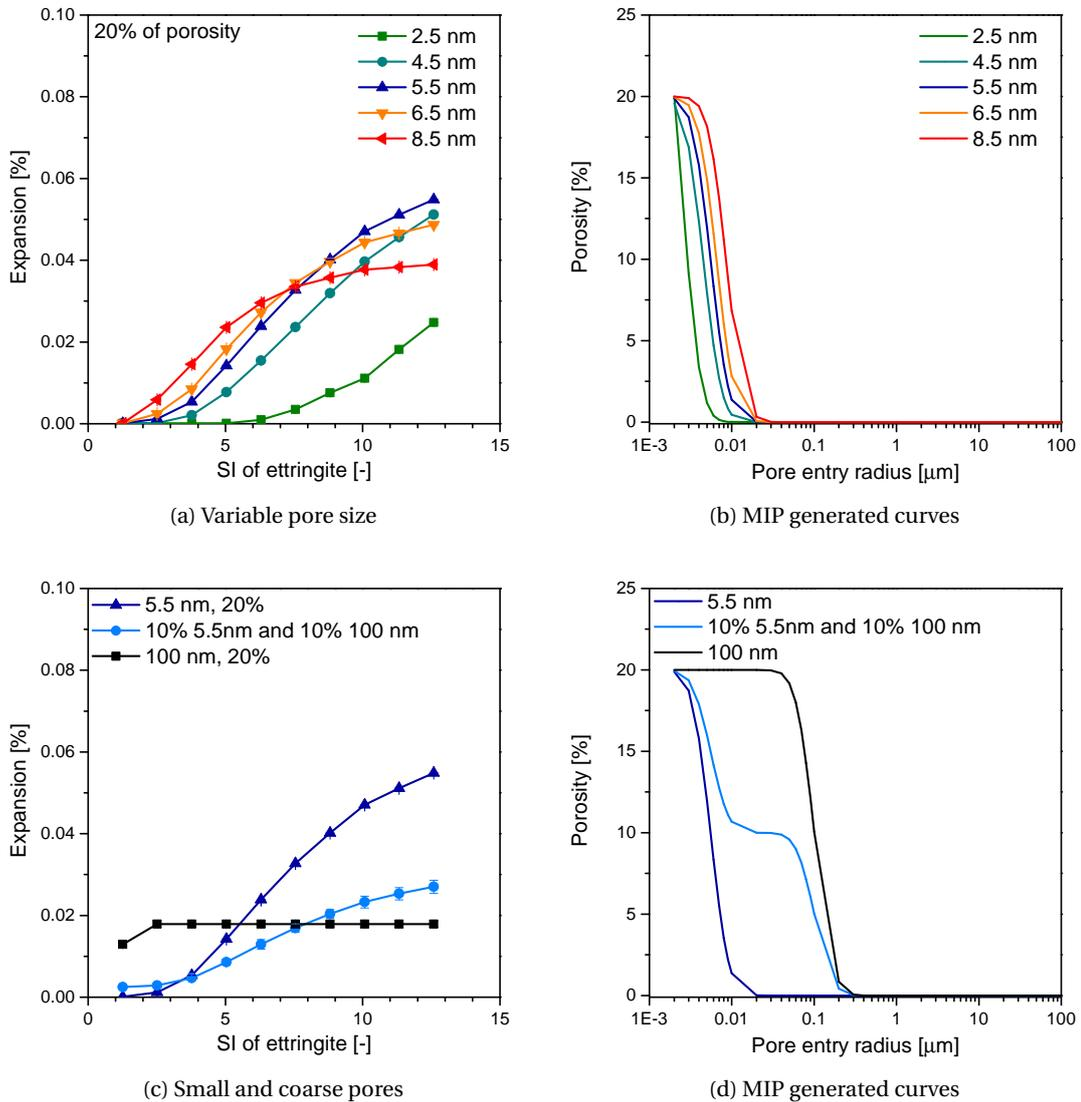 0.10
0.08
0.06
0.04
0.02
0.00
Expansion [%]
20% of porosity
2.5 nm
4.5 nm
5.5 nm
6.5 nm
8.5 nm
0 5 10 15
SI of ettringite [-]
(a) Variable pore size
25
20
15
10
5
0
Porosity [%]
2.5 nm
4.5 nm
5.5 nm
6.5 nm
8.5 nm
1E-3 0.01 0.1 1 10 100
Pore entry radius [μm]
(b) MIP generated curves
0.10
0.08
0.06
0.04
0.02
0.00
Expansion [%]
5.5 nm, 20%
10% 5.5nm and 10% 100 nm
100 nm, 20%
0 5 10 15
SI of ettringite [-]
(c) Small and coarse pores
25
20
15
10
5
0
Porosity [%]
5.5 nm
10% 5.5nm and 10% 100 nm
100 nm
1E-3 0.01 0.1 1 10 100
Pore entry radius [μm]
(d) MIP generated curves